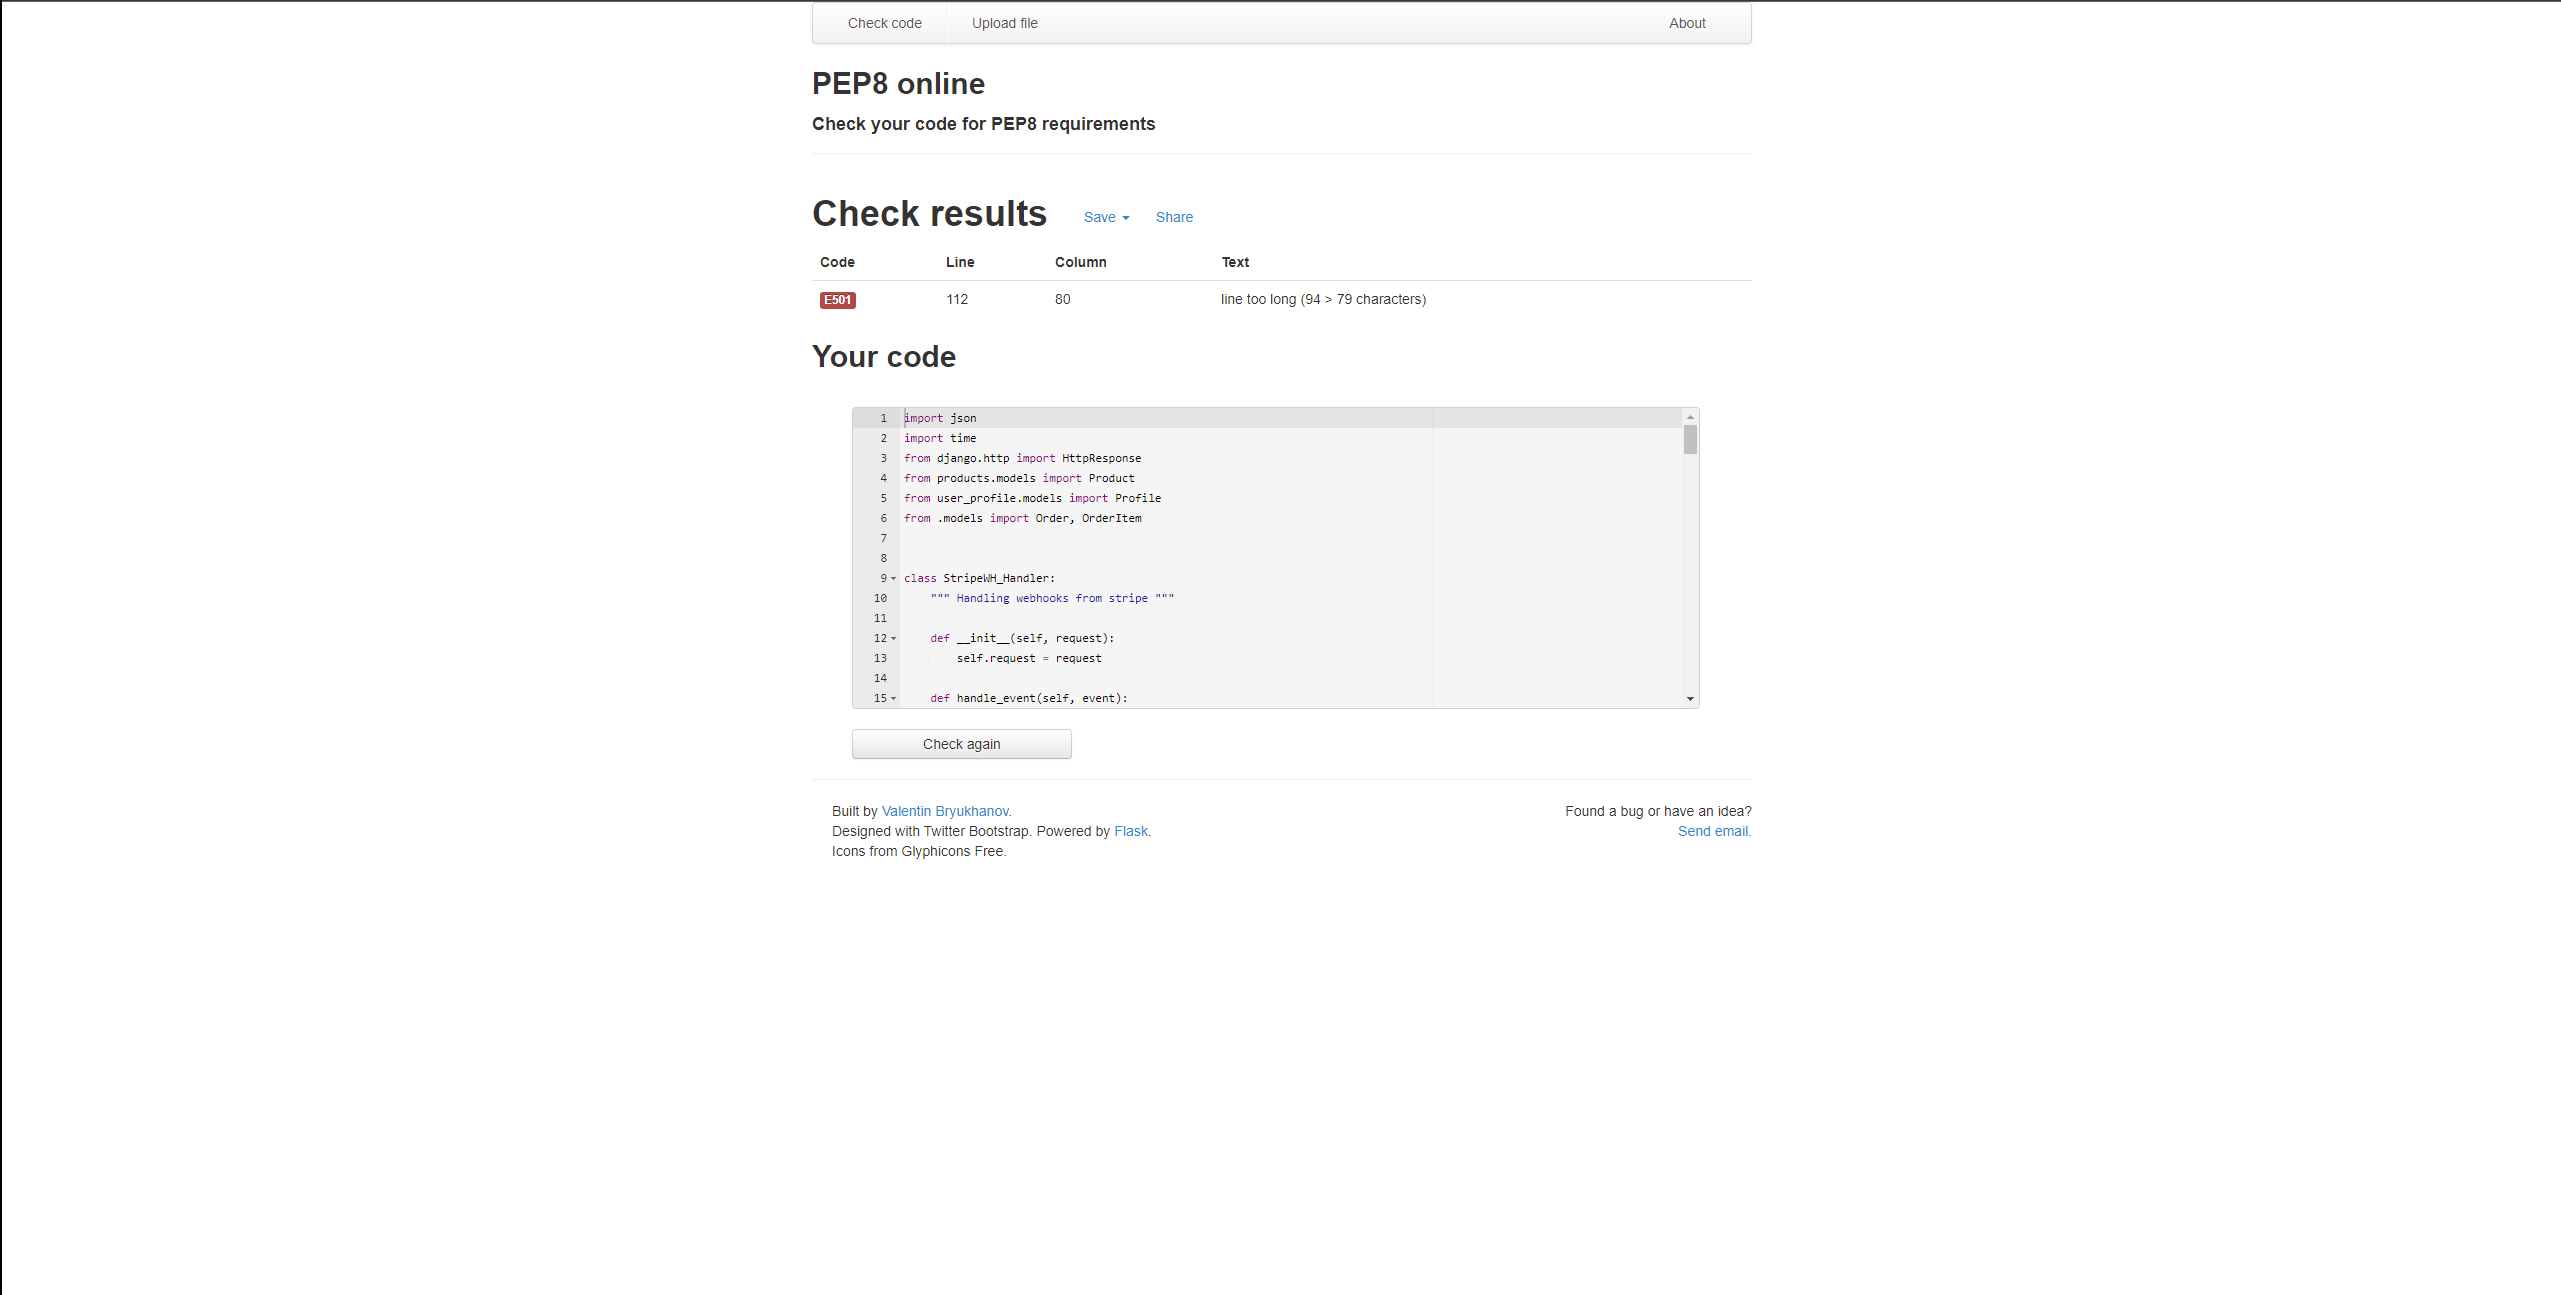 Check code Upload file About
PEP8 online
Check your code for PEP8 requirements
Check results Save Share
Code Line Column Text
E501 112 80 line too long (94 > 79 characters)
Your code
1 import json
2 import time
3 from django.http import HttpResponse
4 from products.models import Product
5 from user_profile.models import Profile
6 from .models import Order, OrderItem
7
8
9 class StripeWH_Handler:
10 """ Handling webhooks from stripe """
11
12 def __init__(self, request):
13 self.request = request
14
15 def handle_event(self, event):
Check again
Built by Valentin Bryukhanov. Found a bug or have an idea?
Designed with Twitter Bootstrap. Powered by Flask. Send email.
Icons from Glyphicons Free.